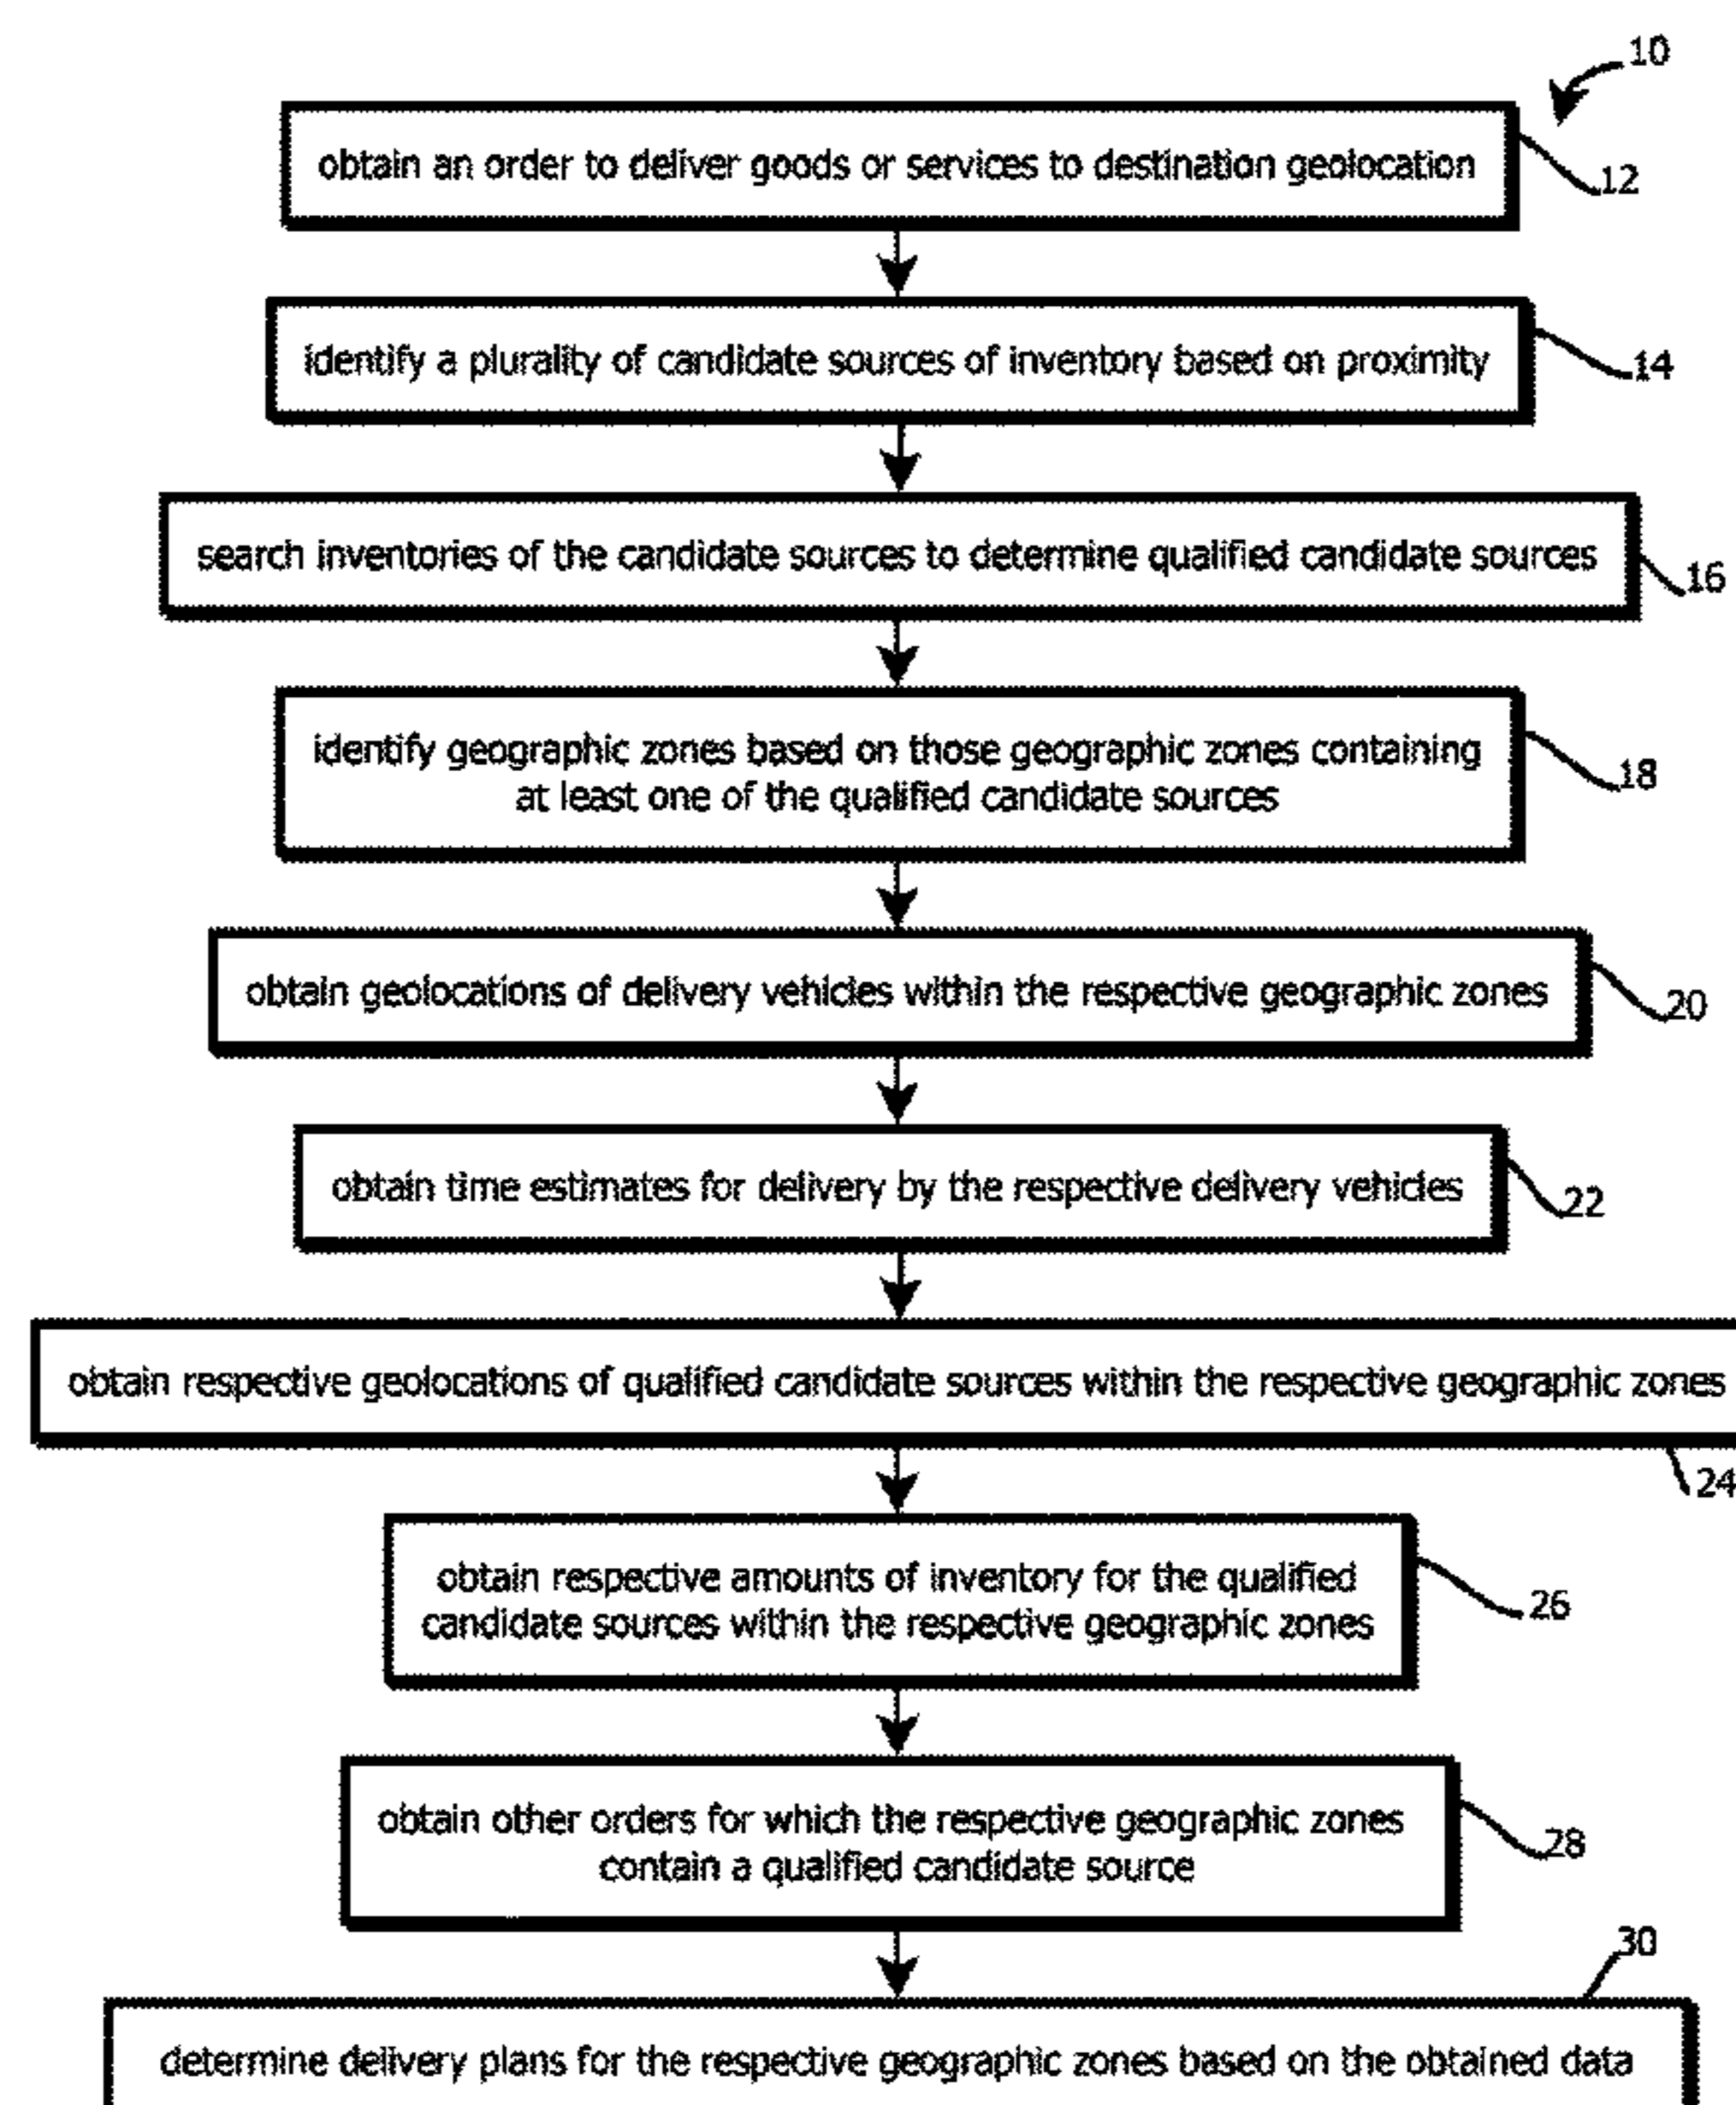 10
obtain an order to deliver goods or services to destination geolocation
12
identify a plurality of candidate sources of inventory based on proximity
14
search inventories of the candidate sources to determine qualified candidate sources
16
identify geographic zones based on those geographic zones containing
at least one of the qualified candidate sources
18
obtain geolocations of delivery vehicles within the respective geographic zones
20
obtain time estimates for delivery by the respective delivery vehicles
22
obtain respective geolocations of qualified candidate sources within the respective geographic zones
24
obtain respective amounts of inventory for the qualified
candidate sources within the respective geographic zones
26
obtain other orders for which the respective geographic zones
contain a qualified candidate source
28
30
determine delivery plans for the respective geographic zones based on the obtained data